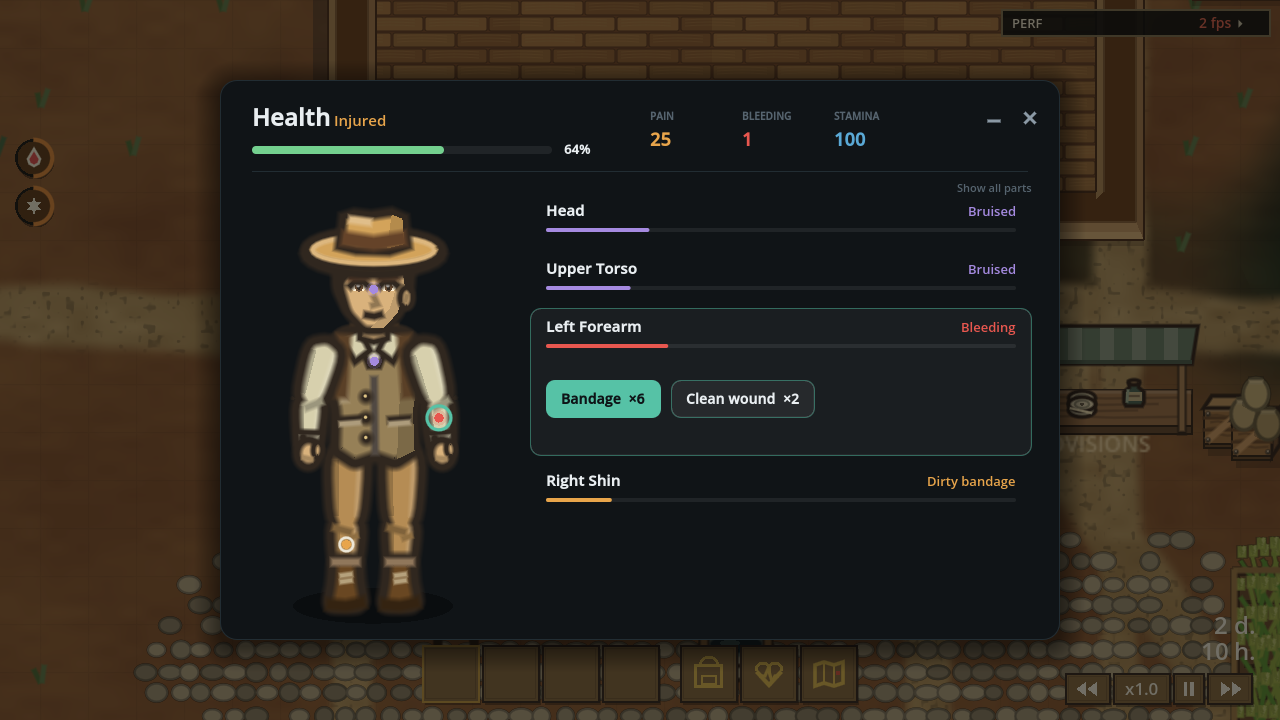 PERF 2 fps
Health Injured
64%
PAIN
25
BLEEDING
1
STAMINA
100
Show all parts
Head Bruised
Upper Torso Bruised
Left Forearm Bleeding
Bandage ×6 Clean wound ×2
Right Shin Dirty bandage
VISIONS
2 d.
10 h.
x1.0